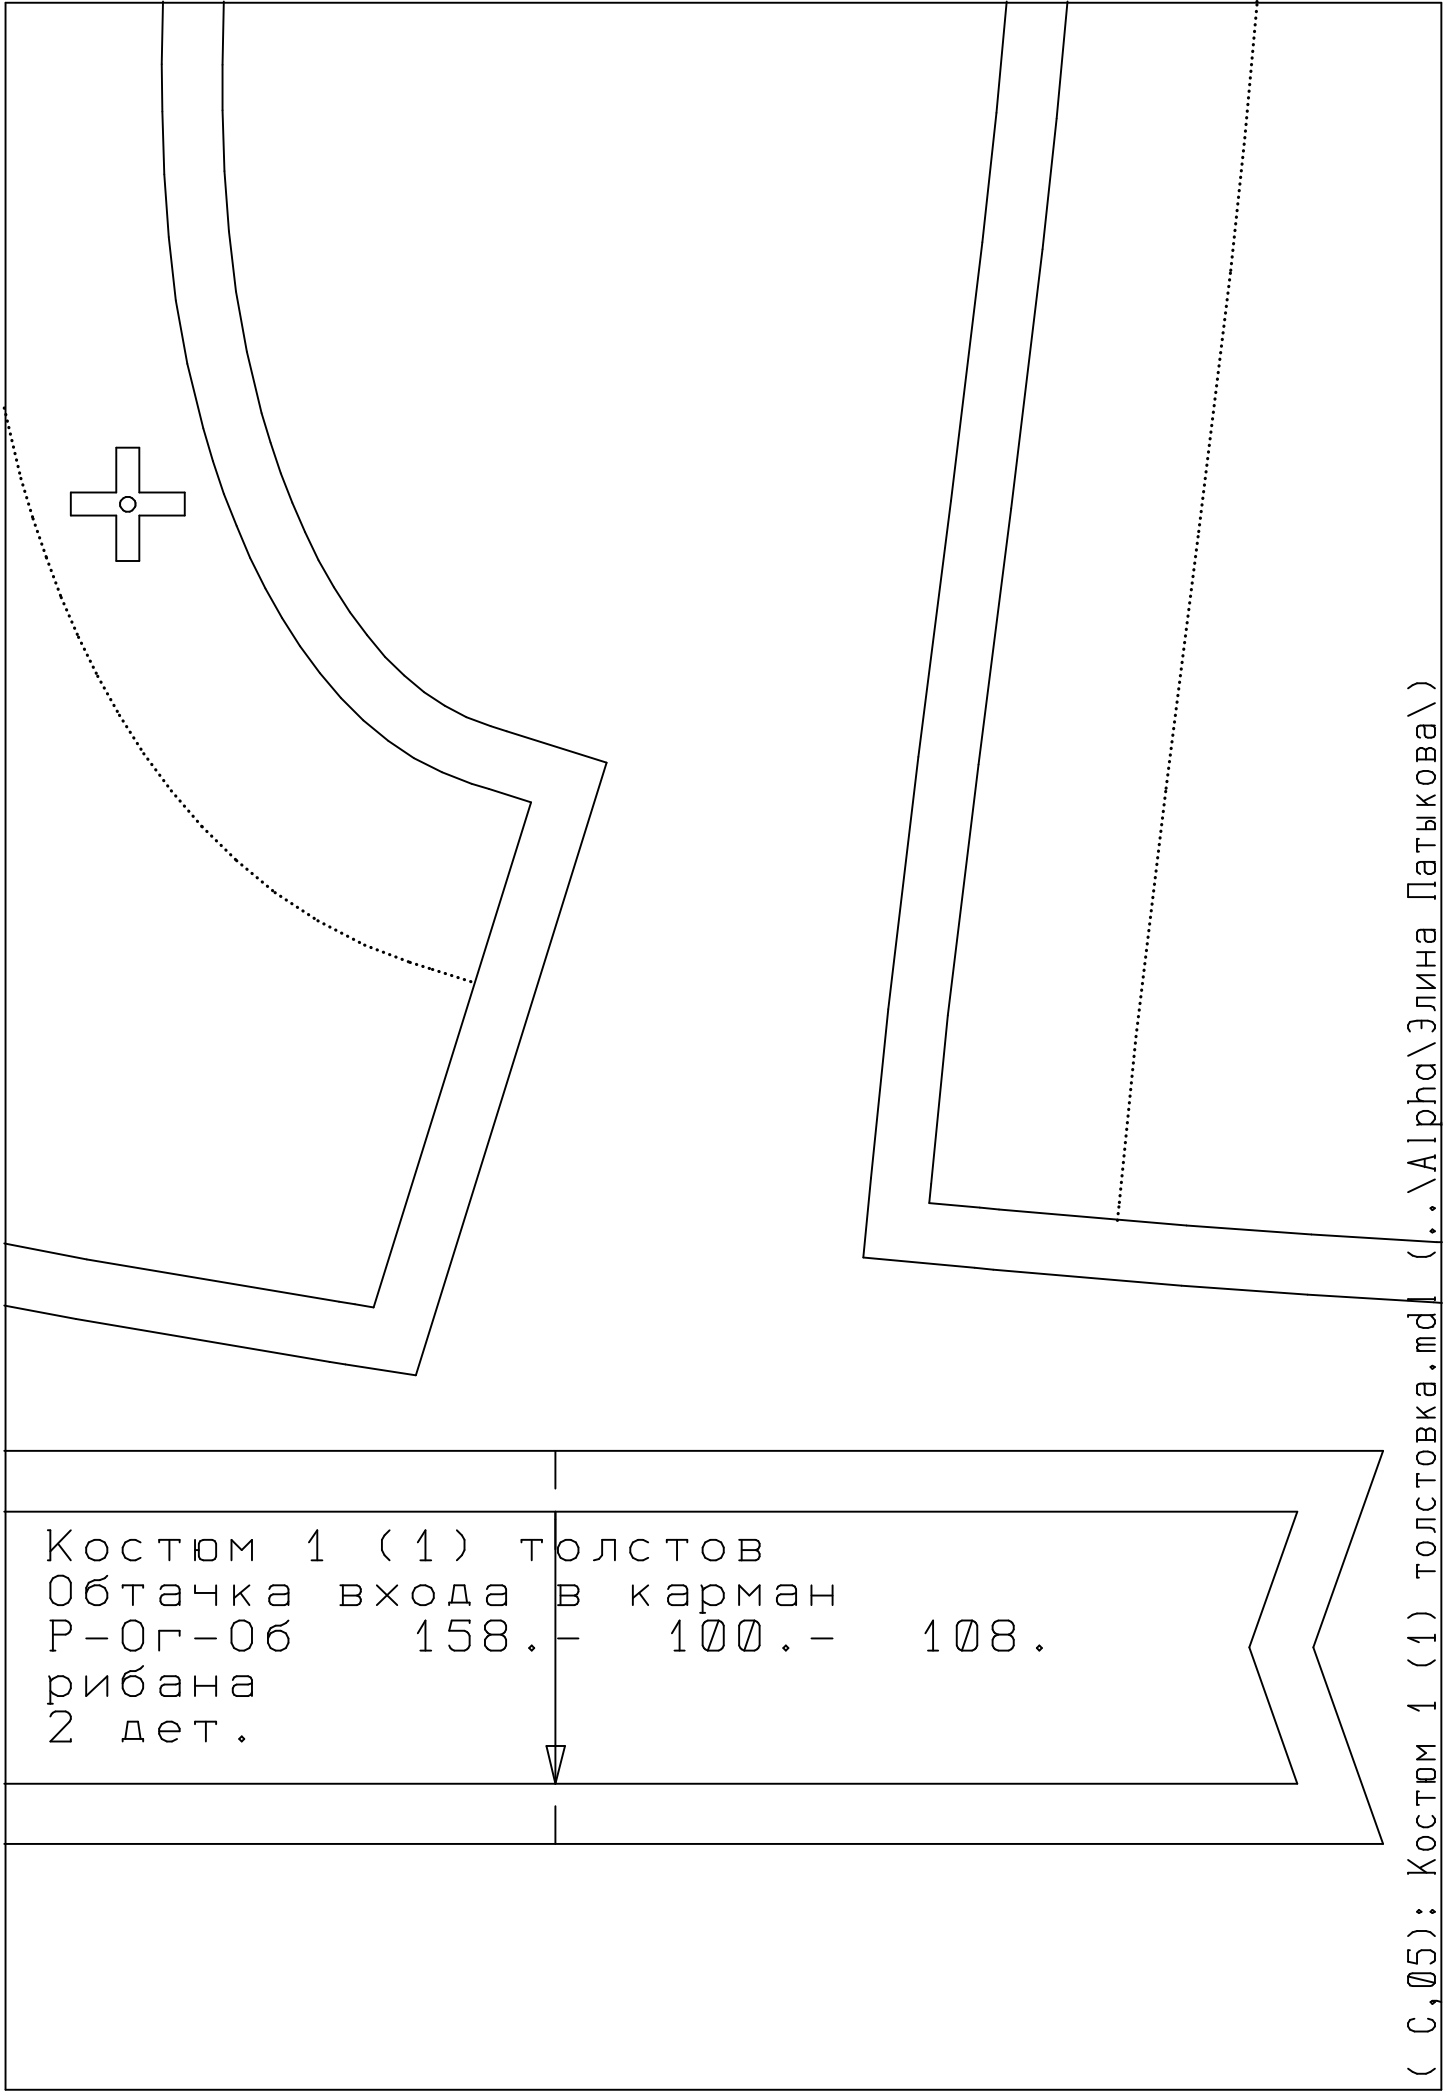 Костюм 1 (1) толстов
Обтачка входа в карман
Р-Ог-Об 158.- 100.- 108.
рибана
2 дет.
( C,05): Костюм 1 (1) толстовка.mdl (..\Alpha\Элина Патыкова\)